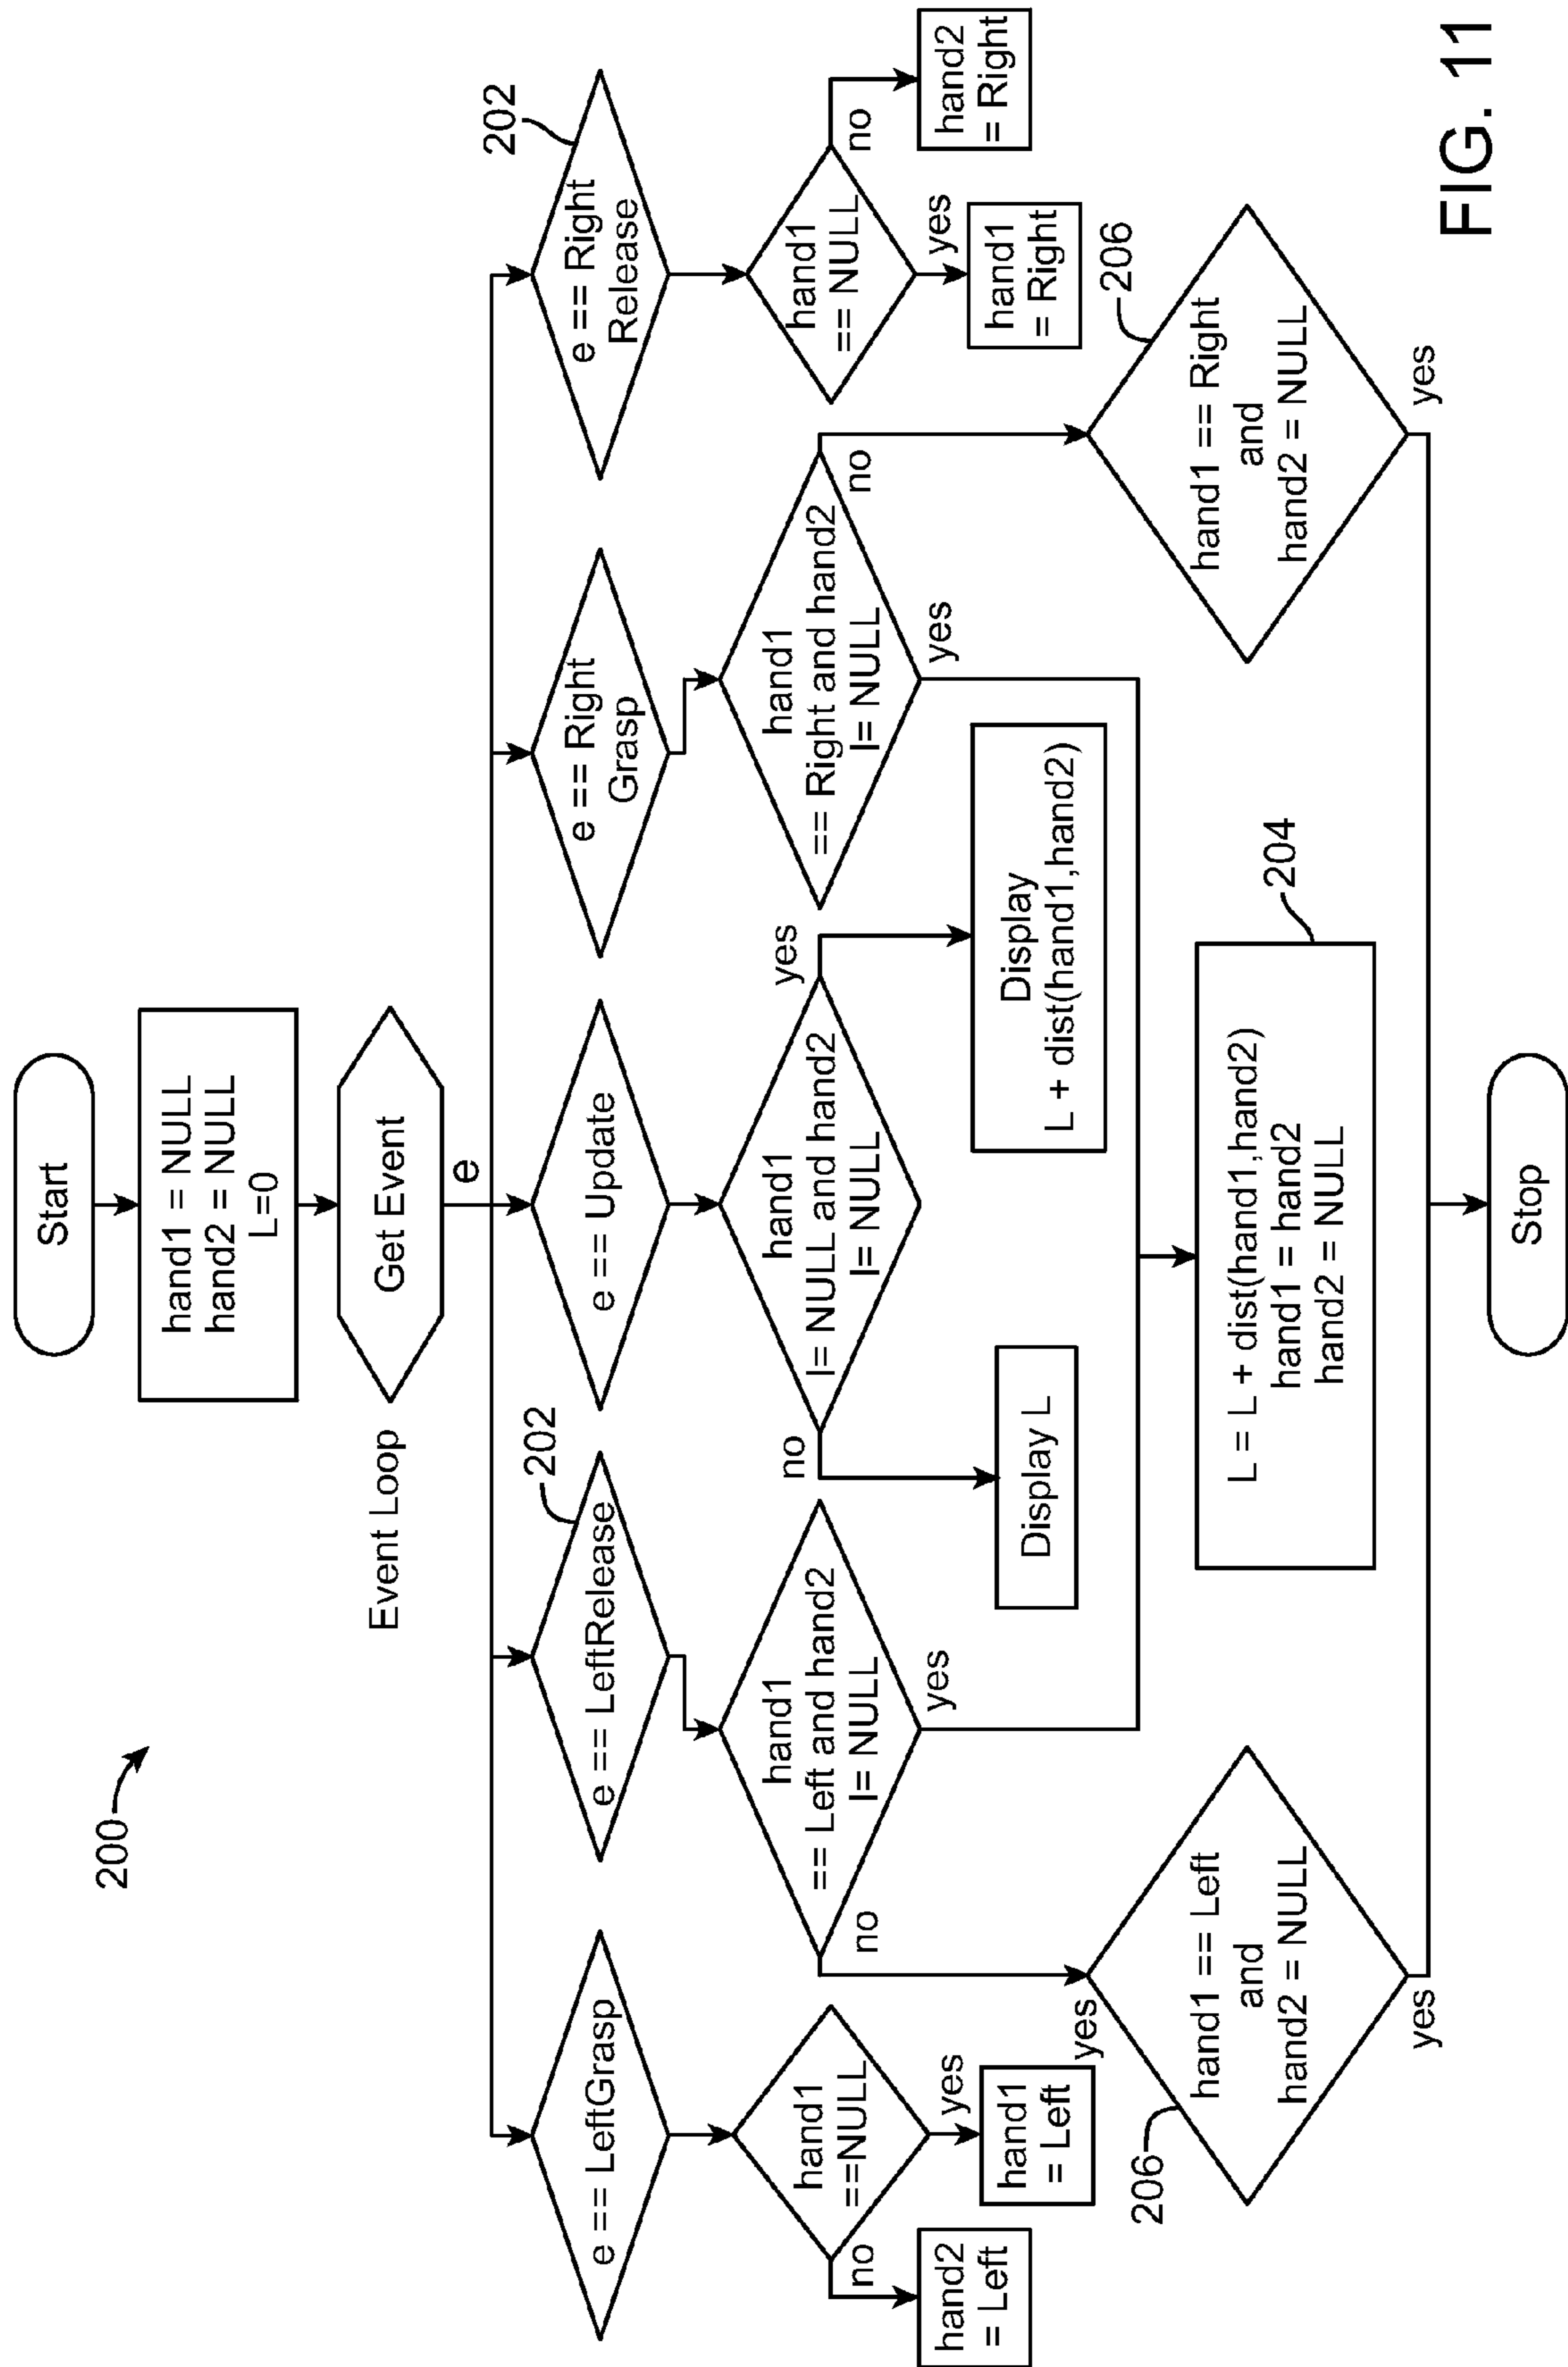 200
Start
hand1 = NULL
hand2 = NULL
L=0
Event Loop
Get Event
e
e == LeftGrasp
e == LeftRelease
202
e == Update
e == Right
Grasp
e == Right
Release
202
hand1
==NULL
no
yes
hand2
= Left
hand1
= Left
hand1
== Left and hand2
!= NULL
no
yes
hand1
!= NULL and hand2
!= NULL
no
yes
Display L
Display
L + dist(hand1,hand2)
hand1
== Right and hand2
!= NULL
yes
no
hand1
== NULL
yes
no
hand1
= Right
hand2
= Right
206
yes
hand1 == Left
and
hand2 = NULL
yes
L = L + dist(hand1,hand2)
hand1 = hand2
hand2 = NULL
204
hand1 == Right
and
hand2 = NULL
206
yes
Stop
FIG. 11